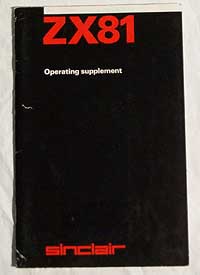 ZX81
Operating supplement
sinclair